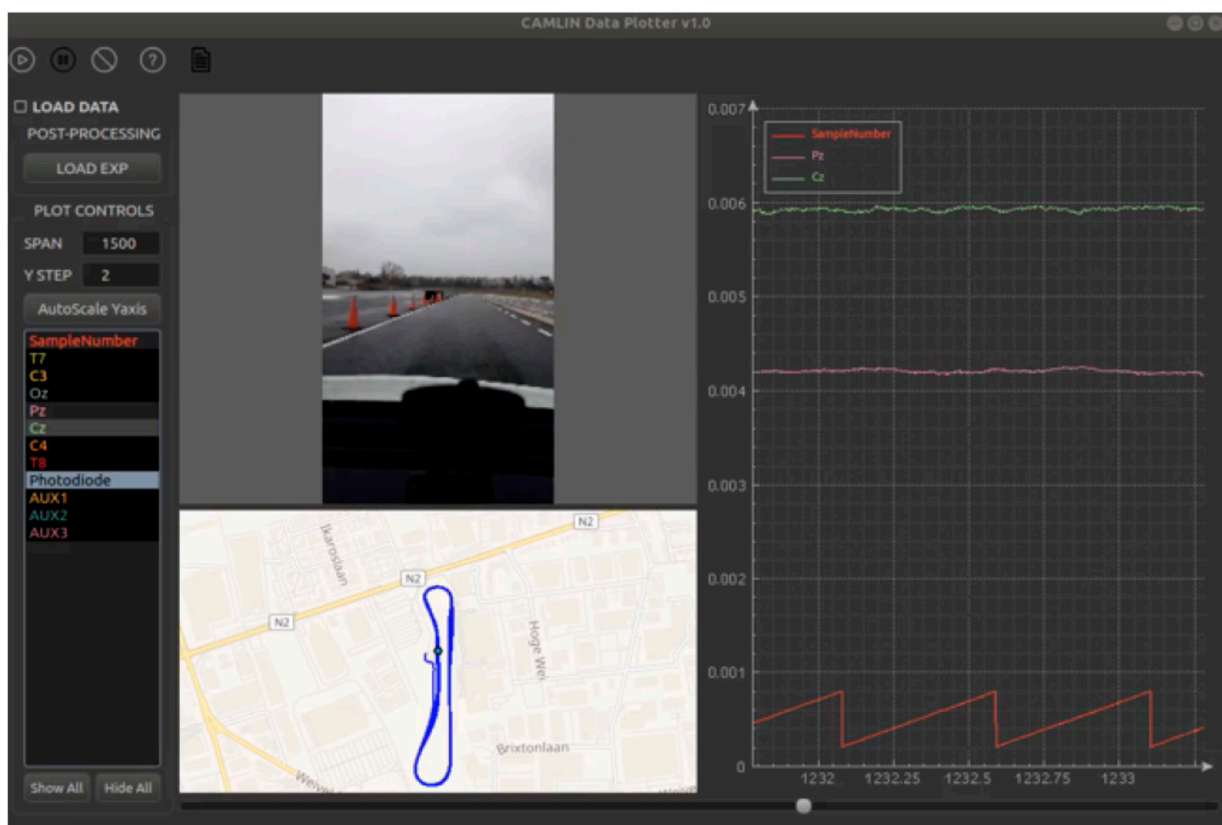 CAMLIN Data Plotter v1.0
LOAD DATA
POST-PROCESSING
LOAD EXP
PLOT CONTROLS
SPAN 1500
Y STEP 2
AutoScale Yaxis
SampleNumber
T7
C3
Oz
Pz
Cz
C4
T8
Photodiode
AUX1
AUX2
AUX3
Show All Hide All
Ikaroslaan
N2
N2
N2
Hoge Wei
Brixtonlaan
0.007
0.006
0.005
0.004
0.003
0.002
0.001
0
SampleNumber
Pz
Cz
1232 1232.25 1232.5 1232.75 1233